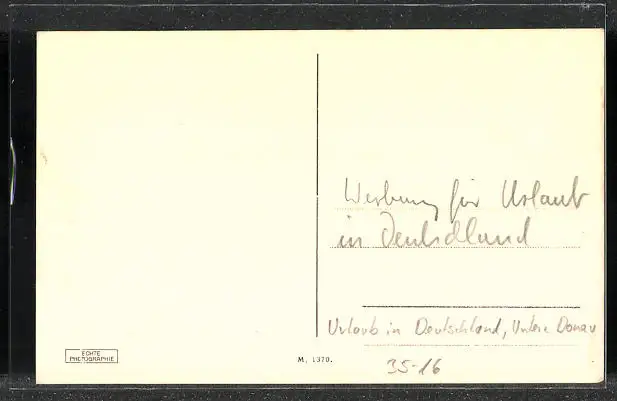 Werbung für Urlaub
in Deutschland
Urlaub in Deutschland, Untere Donau
ECHTE
PHOTOGRAPHIE
M. 1370.
35-16